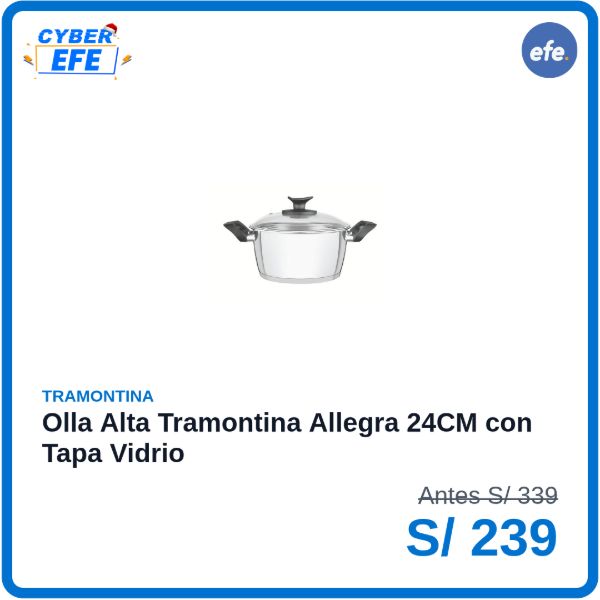 CYBER
EFE
efe.
TRAMONTINA
Olla Alta Tramontina Allegra 24CM con
Tapa Vidrio
Antes S/ 339
S/ 239